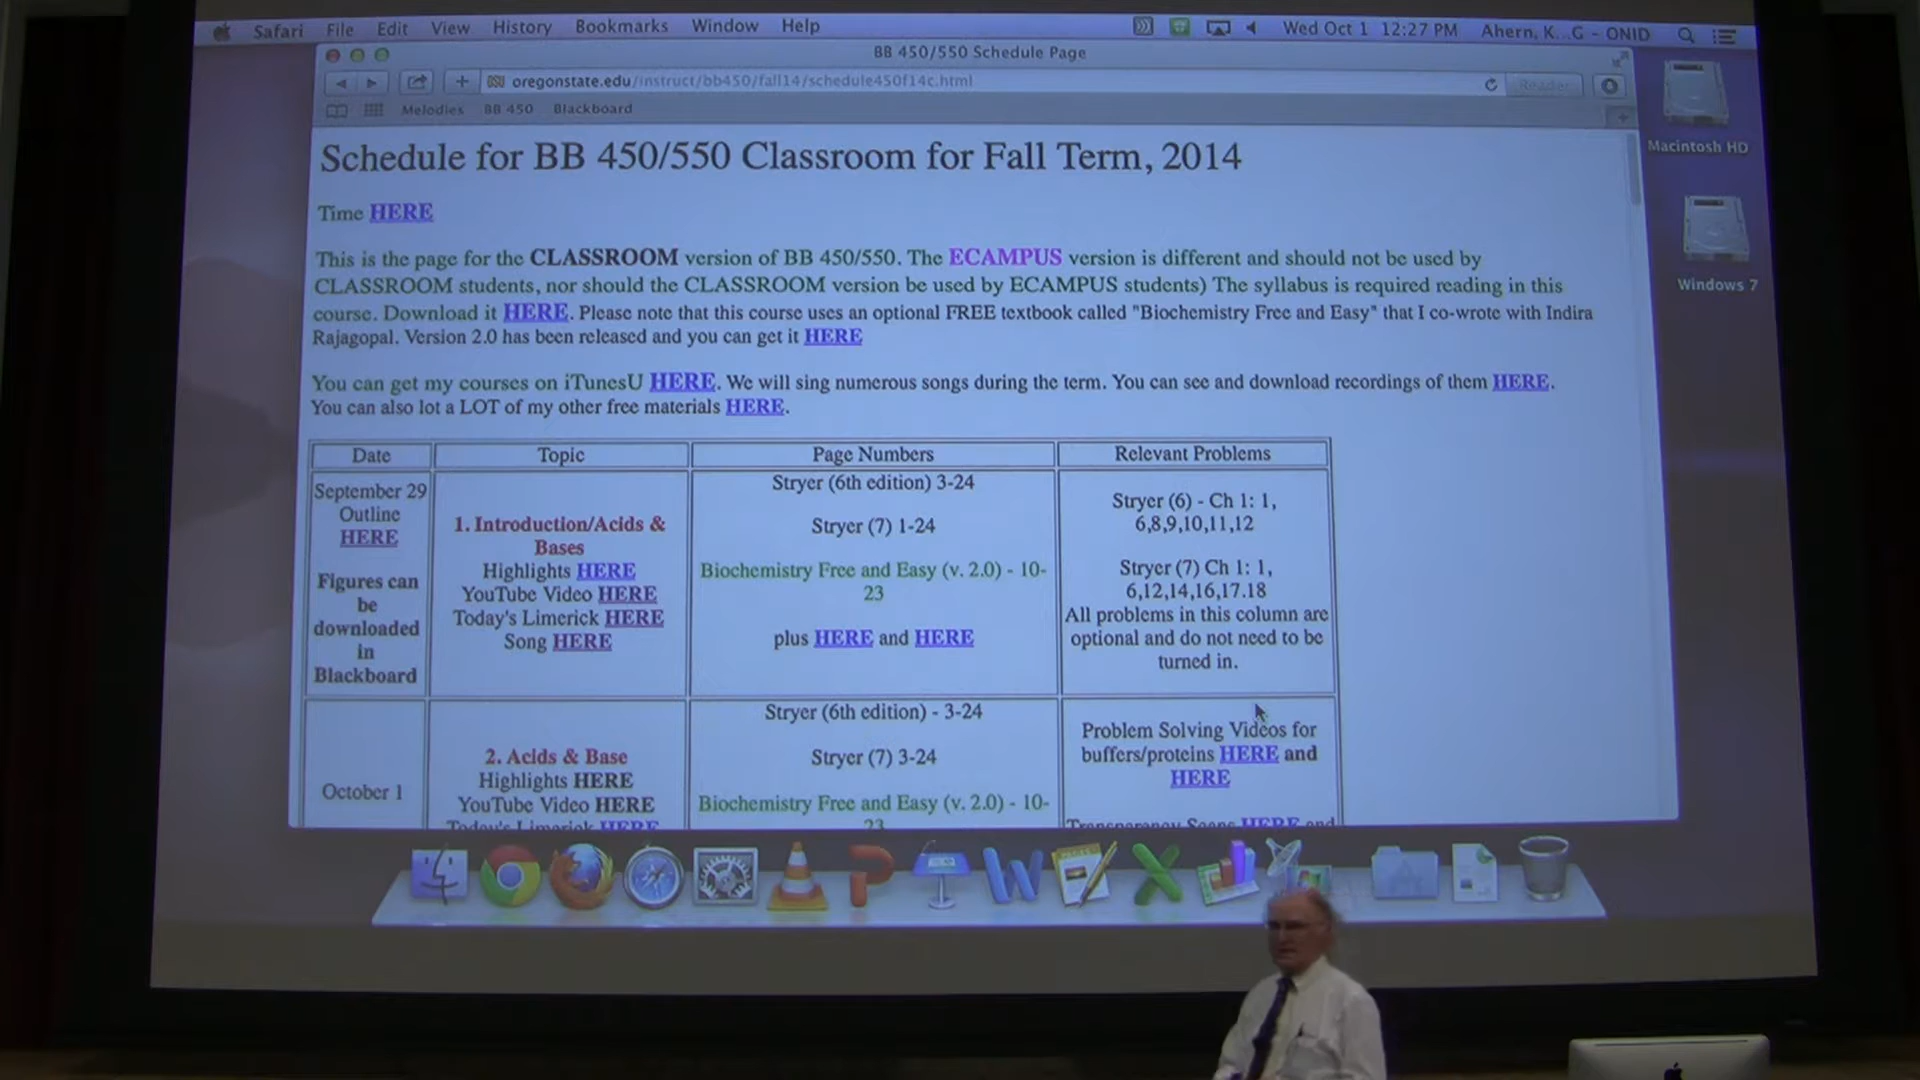 Safari File Edit View History Bookmarks Window Help
Wed Oct 1 12:27 PM Ahern, K...G - ONID
BB 450/550 Schedule Page
oregonstate.edu/instruct/bb450/fall14/schedule450f14c.html
Reader
Melodies BB 450 Blackboard
Macintosh HD
Windows 7
Schedule for BB 450/550 Classroom for Fall Term, 2014
Time HERE
This is the page for the CLASSROOM version of BB 450/550. The ECAMPUS version is different and should not be used by
CLASSROOM students, nor should the CLASSROOM version be used by ECAMPUS students) The syllabus is required reading in this
course. Download it HERE. Please note that this course uses an optional FREE textbook called "Biochemistry Free and Easy" that I co-wrote with Indira
Rajagopal. Version 2.0 has been released and you can get it HERE
You can get my courses on iTunesU HERE. We will sing numerous songs during the term. You can see and download recordings of them HERE.
You can also lot a LOT of my other free materials HERE.
Date Topic Page Numbers Relevant Problems
September 29
Outline
HERE
Figures can
be
downloaded
in
Blackboard
1. Introduction/Acids &
Bases
Highlights HERE
YouTube Video HERE
Today's Limerick HERE
Song HERE
Stryer (6th edition) 3-24
Stryer (7) 1-24
Biochemistry Free and Easy (v. 2.0) - 10-
23
plus HERE and HERE
Stryer (6) - Ch 1: 1,
6,8,9,10,11,12
Stryer (7) Ch 1: 1,
6,12,14,16,17.18
All problems in this column are
optional and do not need to be
turned in.
October 1
2. Acids & Base
Highlights HERE
YouTube Video HERE
Today's Limerick HERE
Stryer (6th edition) - 3-24
Stryer (7) 3-24
Biochemistry Free and Easy (v. 2.0) - 10-
23
Problem Solving Videos for
buffers/proteins HERE and
HERE
HERE and